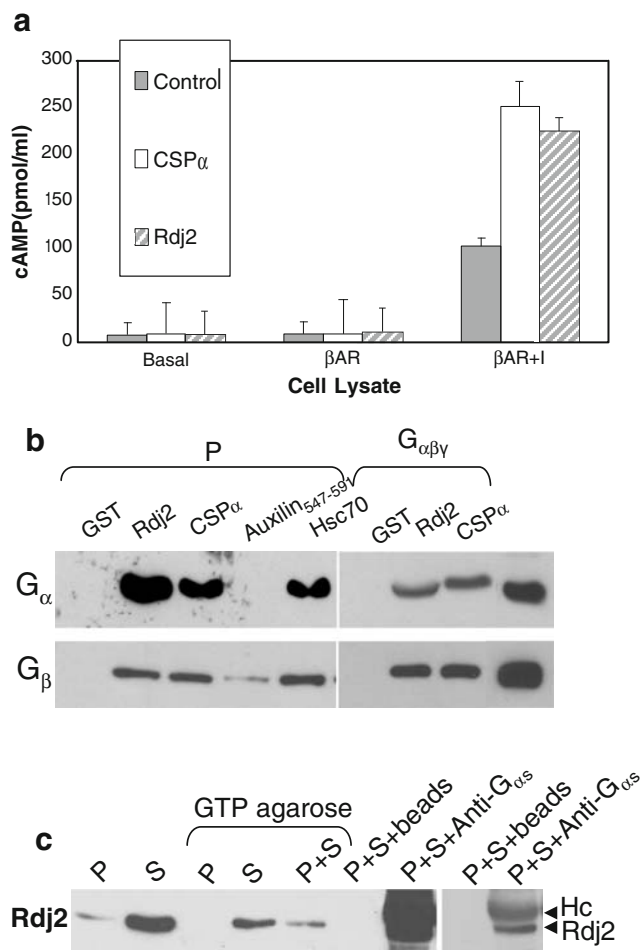 a
300
250
200
150
100
50
0
cAMP(pmol/ml)
Control
CSPα
Rdj2
Basal
βAR
βAR+I
Cell Lysate
b
P
Gαβγ
GST
Rdj2
CSPα
Auxilin547-591
Hsc70
GST
Rdj2
CSPα
Gα
Gβ
c
GTP agarose
P
S
P
S
P+S
P+S+beads
P+S+Anti-Gαs
P+S+beads
P+S+Anti-Gαs
Rdj2
Hc
Rdj2